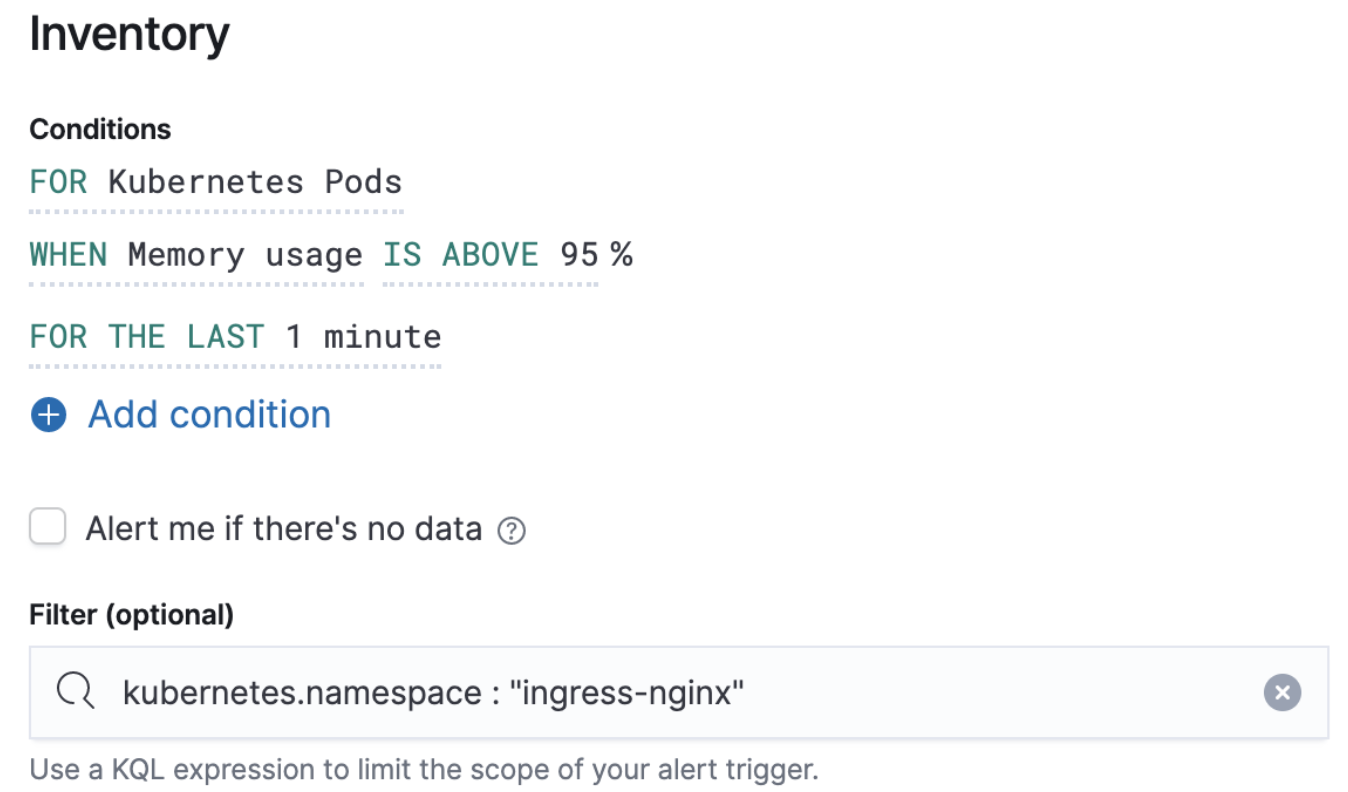 Inventory
Conditions
FOR Kubernetes Pods
WHEN Memory usage IS ABOVE 95 %
FOR THE LAST 1 minute
Add condition
Alert me if there's no data
Filter (optional)
kubernetes.namespace : "ingress-nginx"
Use a KQL expression to limit the scope of your alert trigger.